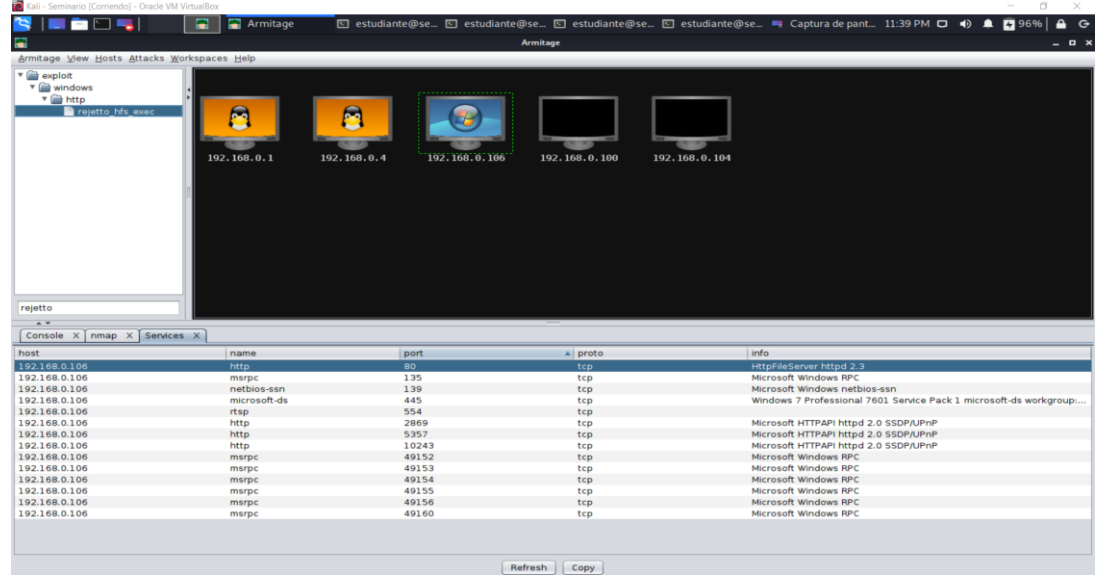 Kali - Seminario [Corriendo] - Oracle VM VirtualBox
Armitage estudiante@se... estudiante@se... estudiante@se... estudiante@se... Captura de pant... 11:39 PM 96%
Armitage
Armitage View Hosts Attacks Workspaces Help
exploit
windows
http
rejetto_hfs_exec
192.168.0.1 192.168.0.4 192.168.0.106 192.168.0.100 192.168.0.104
rejetto
Console X nmap X Services X
host name port proto info
192.168.0.106 http 80 tcp HttpFileServer httpd 2.3
192.168.0.106 msrpc 135 tcp Microsoft Windows RPC
192.168.0.106 netbios-ssn 139 tcp Microsoft Windows netbios-ssn
192.168.0.106 microsoft-ds 445 tcp Windows 7 Professional 7601 Service Pack 1 microsoft-ds workgroup:...
192.168.0.106 rtsp 554 tcp
192.168.0.106 http 2869 tcp Microsoft HTTPAPI httpd 2.0 SSDP/UPnP
192.168.0.106 http 5357 tcp Microsoft HTTPAPI httpd 2.0 SSDP/UPnP
192.168.0.106 http 10243 tcp Microsoft HTTPAPI httpd 2.0 SSDP/UPnP
192.168.0.106 msrpc 49152 tcp Microsoft Windows RPC
192.168.0.106 msrpc 49153 tcp Microsoft Windows RPC
192.168.0.106 msrpc 49154 tcp Microsoft Windows RPC
192.168.0.106 msrpc 49155 tcp Microsoft Windows RPC
192.168.0.106 msrpc 49156 tcp Microsoft Windows RPC
192.168.0.106 msrpc 49160 tcp Microsoft Windows RPC
Refresh Copy